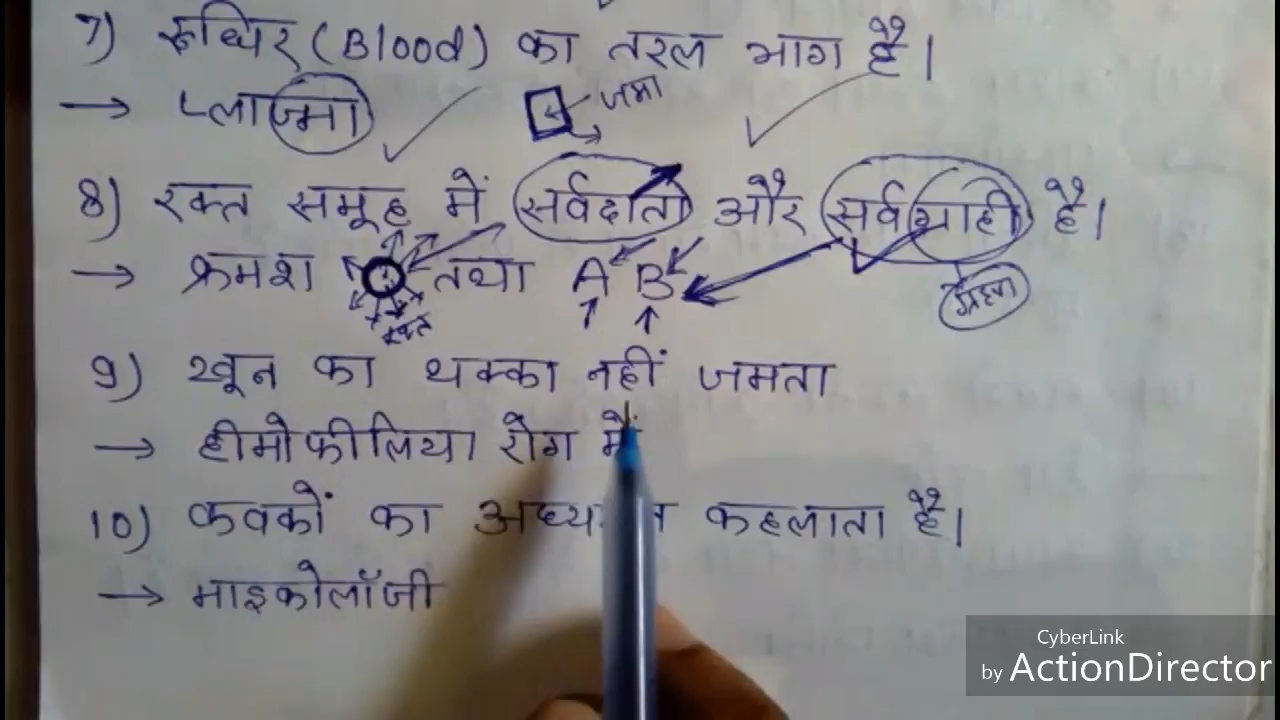 7) रूधिर (Blood) का तरल भाग है।
→ प्लाज्मा
जमा
8) रक्त समूह में सर्वदाता और सर्वग्राही है।
→ क्रमश O तथा AB
रक्त
ग्रहण
9) खून का थक्का नहीं जमता
→ हीमोफीलिया रोग में
10) कवकों का अध्ययन कहलाता है।
→ माइकोलॉजी
CyberLink
by ActionDirector